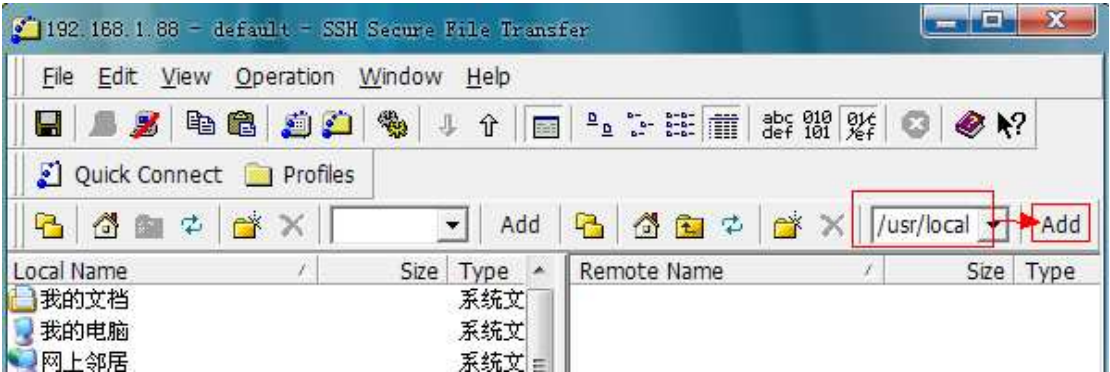 192.168.1.88 - default - SSH Secure File Transfer
File Edit View Operation Window Help
abc def 010 101
Quick Connect Profiles
Add /usr/local Add
Local Name / Size Type Remote Name / Size Type
我的文档 系统文
我的电脑 系统文
网上邻居 系统文